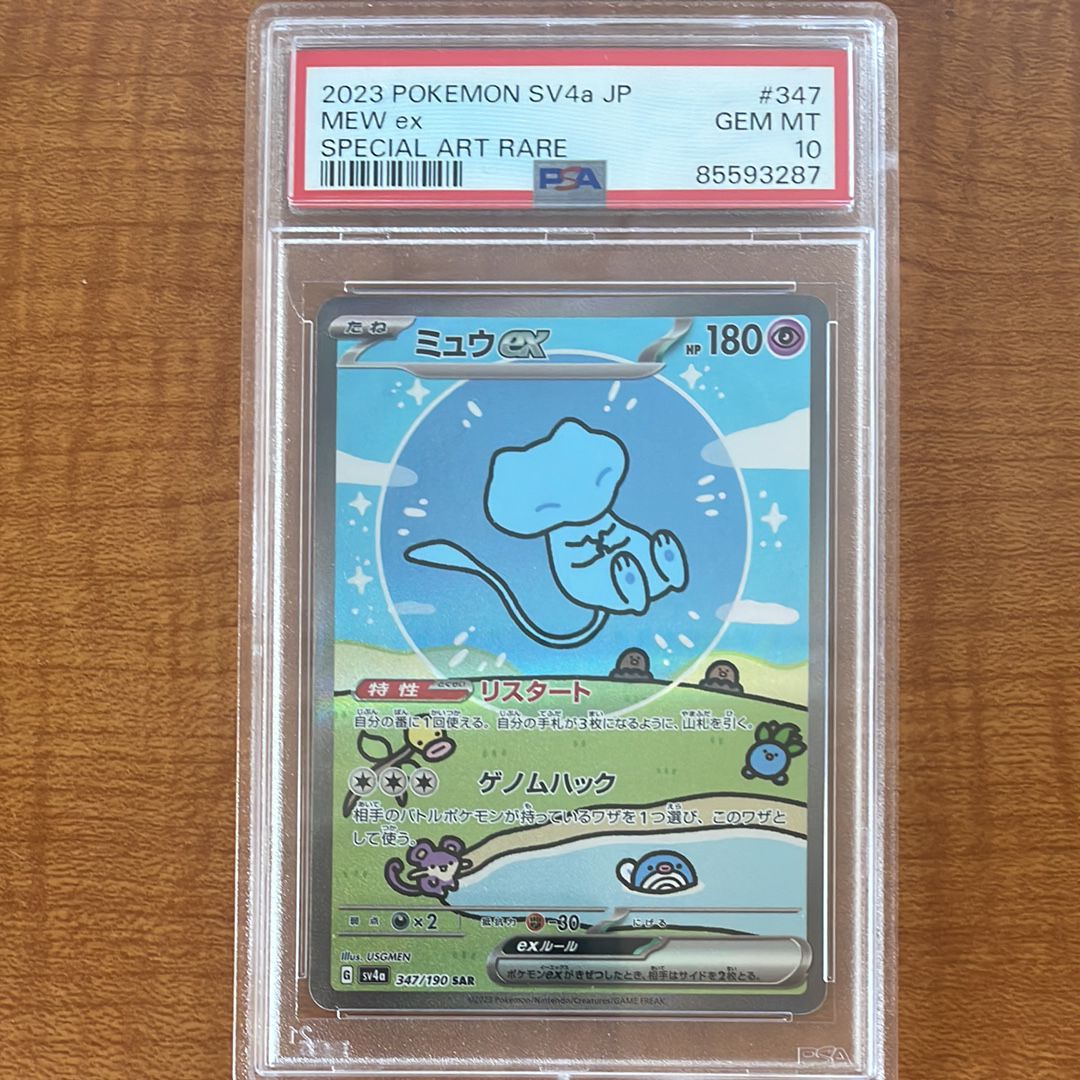 2023 POKEMON SV4a JP #347
MEW ex GEM MT
SPECIAL ART RARE 10
PSA 85593287
たね ミュウex HP 180
特性 リスタート
自分の番に1回使える。自分の手札が3枚になるように、山札を引く。
ゲノムハック
相手のバトルポケモンが持っているワザを1つ選び、このワザと
して使う。
弱点 ×2 抵抗力 -30 にげる
exルール
ポケモンexがきぜつしたとき、相手はサイドを2枚とる。
Illus. USGMEN
G sv4a 347/190 SAR
©2023 Pokémon/Nintendo/Creatures/GAME FREAK.
PSA